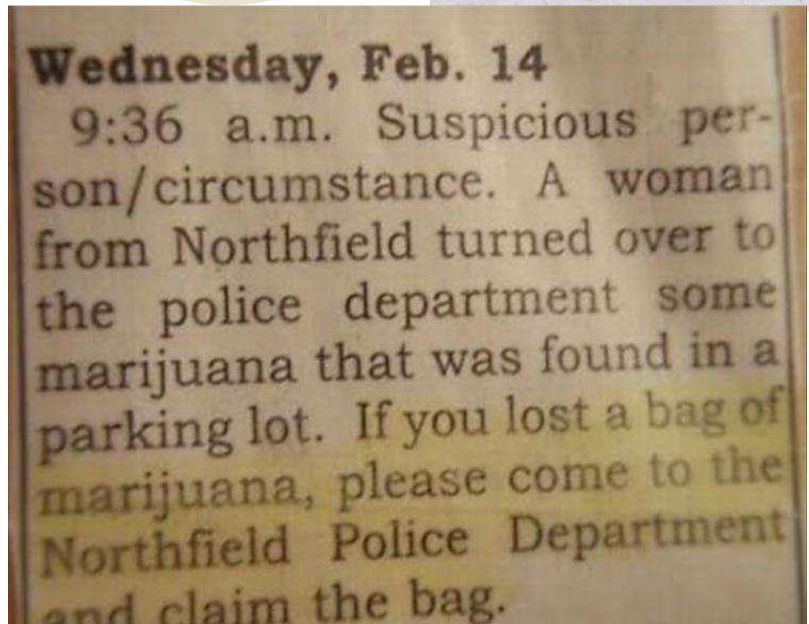 Wednesday, Feb. 14
9:36 a.m. Suspicious per-
son/circumstance. A woman
from Northfield turned over to
the police department some
marijuana that was found in a
parking lot. If you lost a bag of
marijuana, please come to the
Northfield Police Department
and claim the bag.